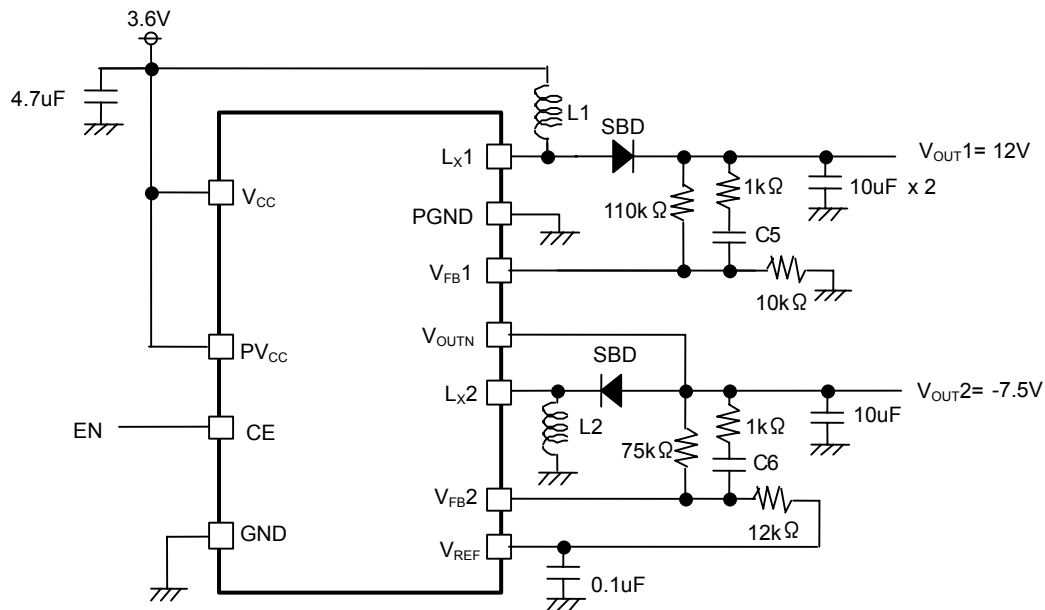 3.6V
4.7uF
L1
SBD
LX1
VOUT1= 12V
1kΩ
10uF x 2
VCC
110kΩ
PGND
C5
VFB1
10kΩ
VOUTN
SBD
PVCC
LX2
VOUT2= -7.5V
10uF
1kΩ
L2
EN
CE
75kΩ
C6
VFB2
12kΩ
GND
VREF
0.1uF